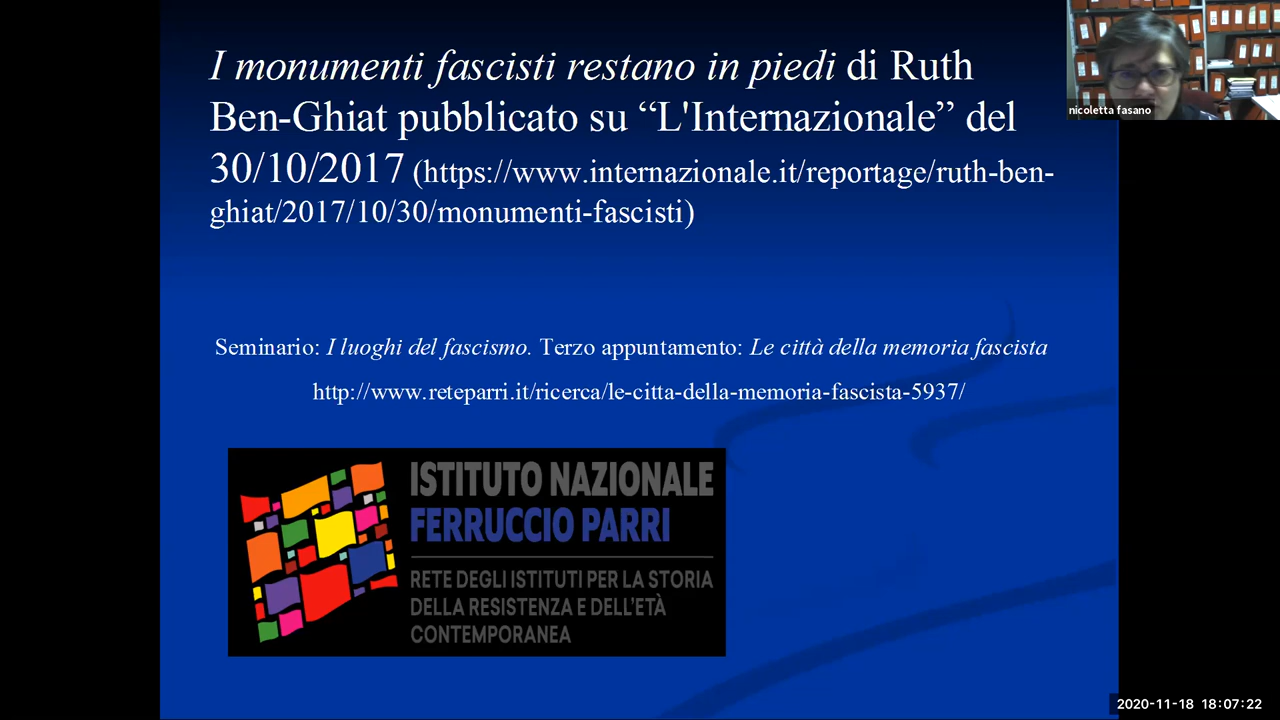 I monumenti fascisti restano in piedi di Ruth
Ben-Ghiat pubblicato su “L'Internazionale” del
30/10/2017 (https://www.internazionale.it/reportage/ruth-ben-
ghiat/2017/10/30/monumenti-fascisti)
nicoletta fasano
Seminario: I luoghi del fascismo. Terzo appuntamento: Le città della memoria fascista
http://www.reteparri.it/ricerca/le-citta-della-memoria-fascista-5937/
ISTITUTO NAZIONALE
FERRUCCIO PARRI
RETE DEGLI ISTITUTI PER LA STORIA
DELLA RESISTENZA E DELL'ETÀ
CONTEMPORANEA
2020-11-18 18:07:22